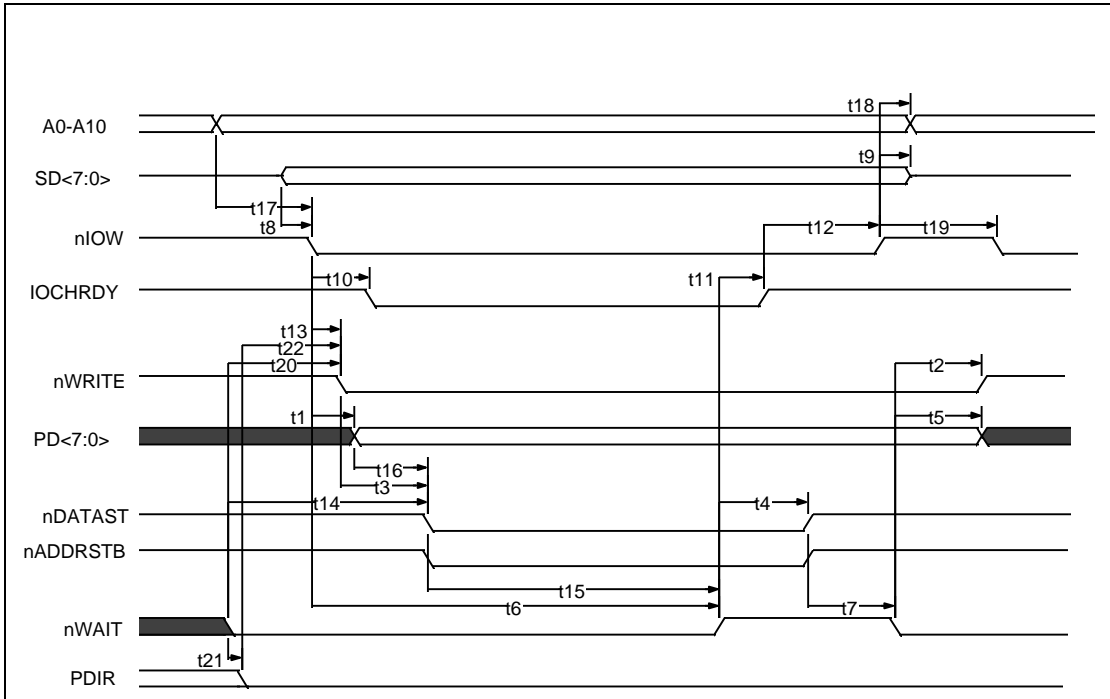 t18
A0-A10
t9
SD<7:0>
t17
t8
t12
t19
nIOW
t10
t11
IOCHRDY
t13
t22
t20
t2
nWRITE
t1
t5
PD<7:0>
t16
t3
t14
t4
nDATAST
nADDRSTB
t15
t6
t7
nWAIT
t21
PDIR